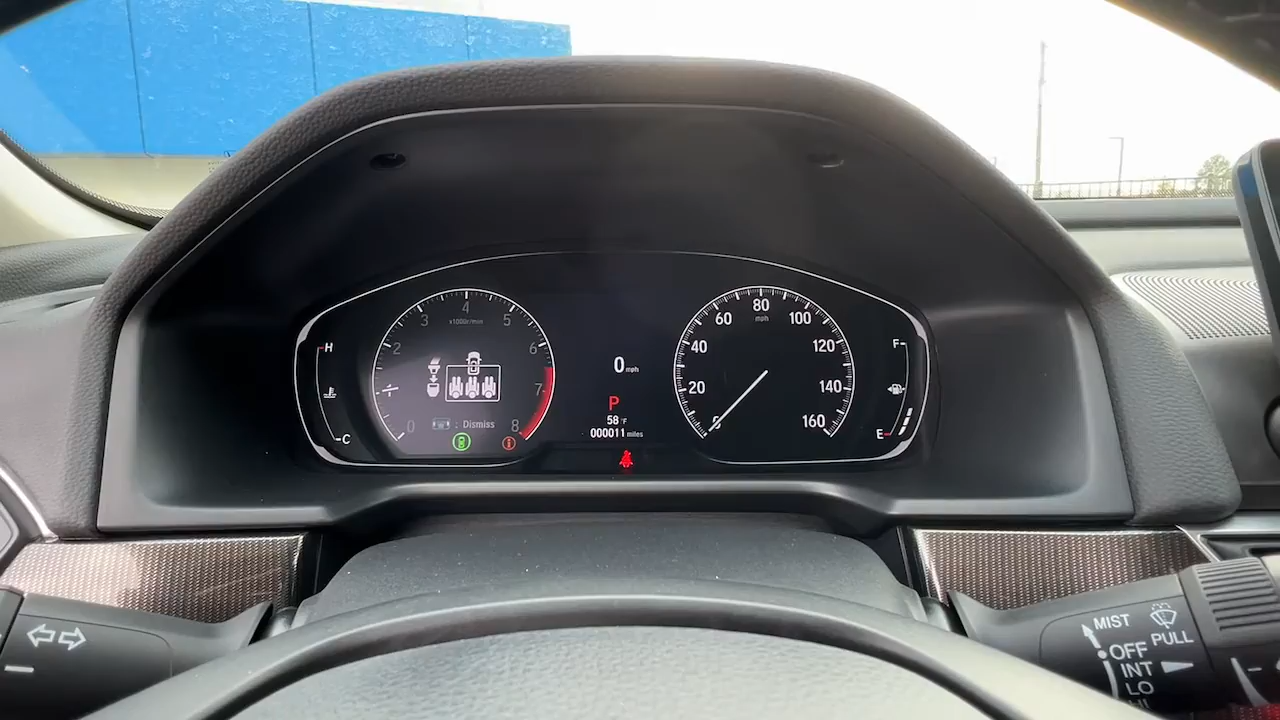 H
C
x1000r/min
0
2
3
4
5
6
7
8
: Dismiss
0 mph
P
58°F
000011 miles
mph
0
20
40
60
80
100
120
140
160
F
E
MIST
OFF
INT
LO
PULL